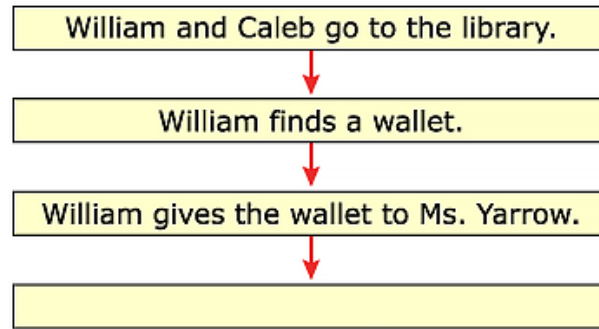 William and Caleb go to the library.
William finds a wallet.
William gives the wallet to Ms. Yarrow.